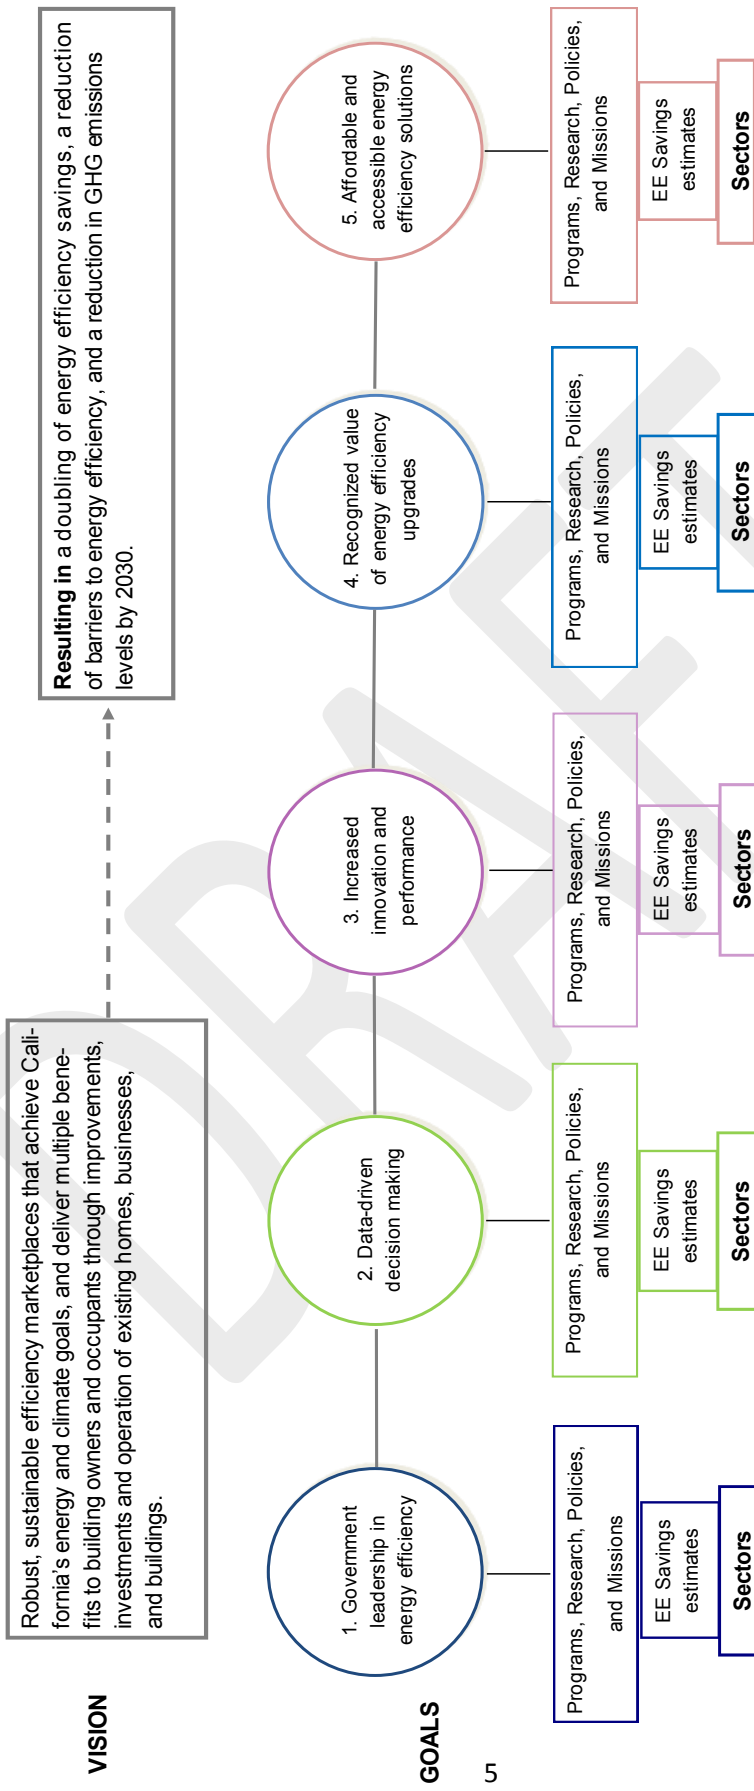 VISION
Robust, sustainable efficiency marketplaces that achieve Cali-
fornia's energy and climate goals, and deliver multiple bene-
fits to building owners and occupants through improvements,
investments and operation of existing homes, businesses,
and buildings.
Resulting in a doubling of energy efficiency savings, a reduction
of barriers to energy efficiency, and a reduction in GHG emissions
levels by 2030.
GOALS
1. Government
leadership in
energy efficiency
2. Data-driven
decision making
3. Increased
innovation and
performance
4. Recognized value
of energy efficiency
upgrades
5. Affordable and
accessible energy
efficiency solutions
Programs, Research, Policies,
and Missions
EE Savings
estimates
Sectors
Programs, Research, Policies,
and Missions
EE Savings
estimates
Sectors
Programs, Research, Policies,
and Missions
EE Savings
estimates
Sectors
Programs, Research, Policies,
and Missions
EE Savings
estimates
Sectors
Programs, Research, Policies,
and Missions
EE Savings
estimates
Sectors
5
DRAFT